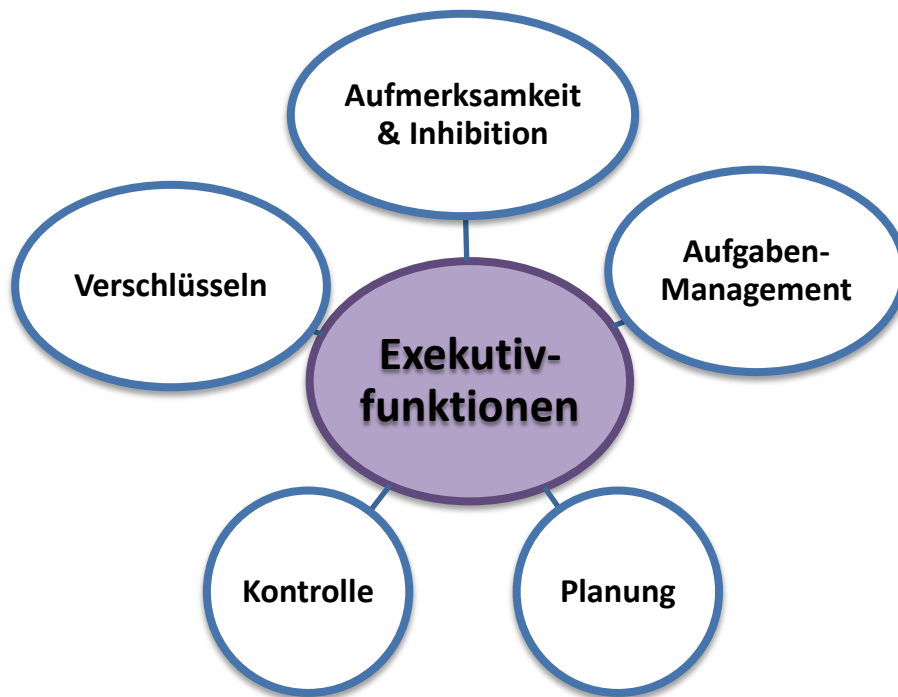 Aufmerksamkeit
& Inhibition
Verschlüsseln
Aufgaben-
Management
Exekutiv-
funktionen
Kontrolle
Planung